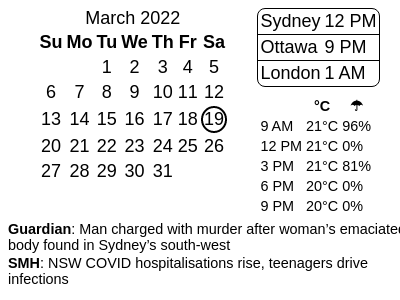 March 2022
Su Mo Tu We Th Fr Sa
1 2 3 4 5
6 7 8 9 10 11 12
13 14 15 16 17 18 19
20 21 22 23 24 25 26
27 28 29 30 31
Sydney 12 PM
Ottawa 9 PM
London 1 AM
°C ☂
9 AM 21°C 96%
12 PM 21°C 0%
3 PM 21°C 81%
6 PM 20°C 0%
9 PM 20°C 0%
Guardian: Man charged with murder after woman’s emaciated
body found in Sydney’s south-west
SMH: NSW COVID hospitalisations rise, teenagers drive
infections